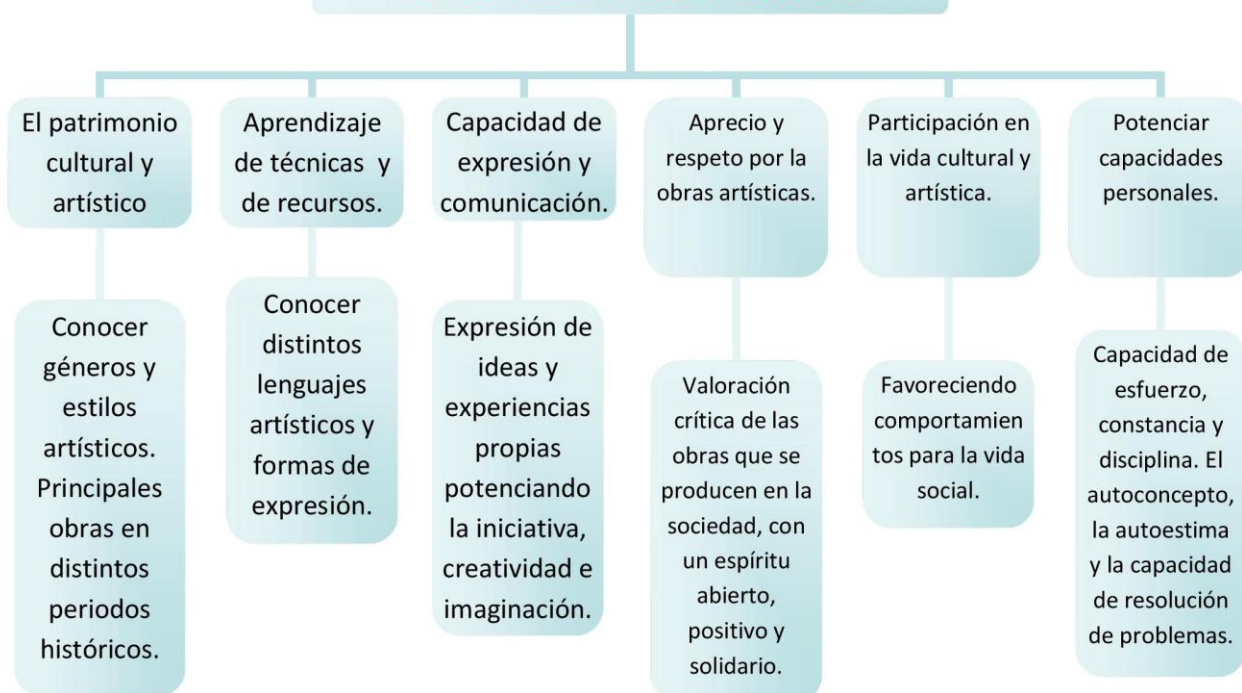 El patrimonio
cultural y
artístico
Aprendizaje
de técnicas y
de recursos.
Capacidad de
expresión y
comunicación.
Aprecio y
respeto por la
obras artísticas.
Participación en
la vida cultural y
artística.
Potenciar
capacidades
personales.
Conocer
géneros y
estilos
artísticos.
Principales
obras en
distintos
periodos
históricos.
Conocer
distintos
lenguajes
artísticos y
formas de
expresión.
Expresión de
ideas y
experiencias
propias
potenciando
la iniciativa,
creatividad e
imaginación.
Valoración
crítica de las
obras que se
producen en la
sociedad, con
un espíritu
abierto,
positivo y
solidario.
Favoreciendo
comportamien
tos para la vida
social.
Capacidad de
esfuerzo,
constancia y
disciplina. El
autoconcepto,
la autoestima
y la capacidad
de resolución
de problemas.